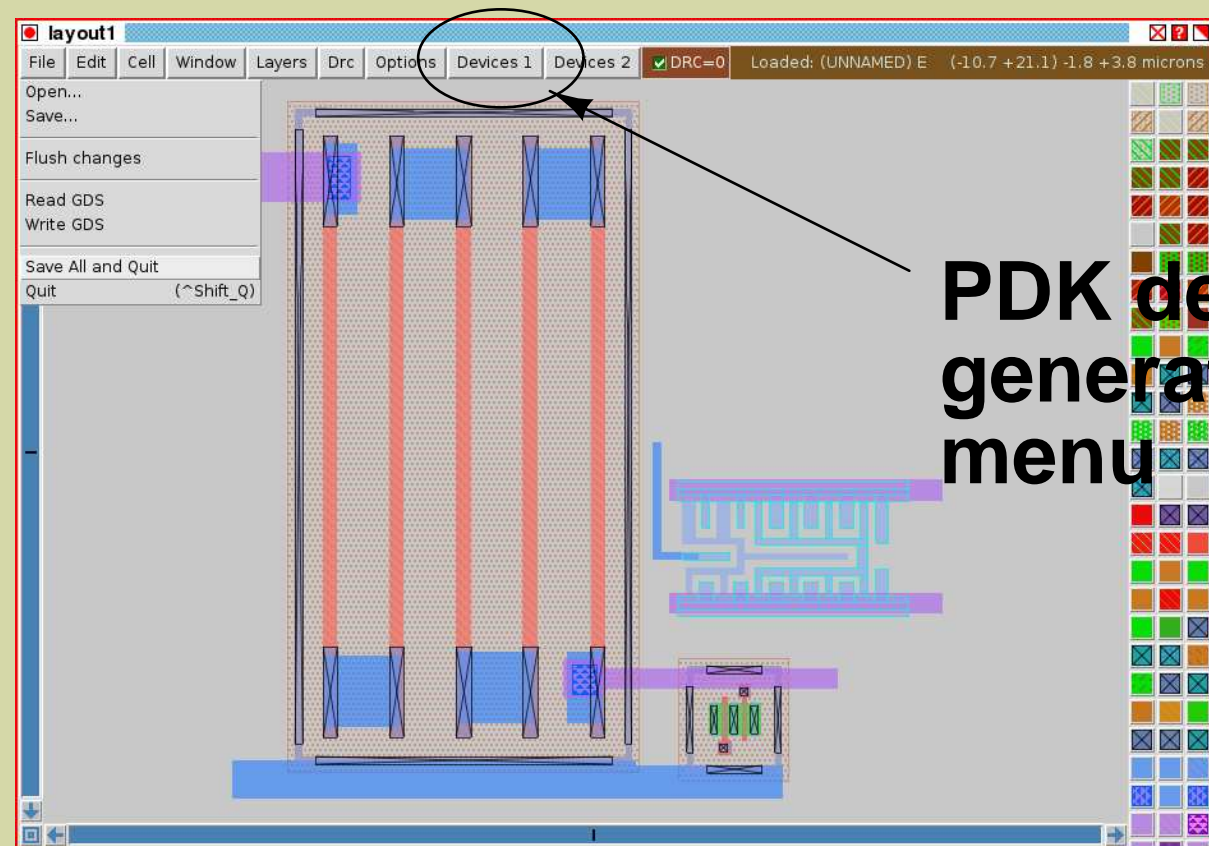 layout1
File Edit Cell Window Layers Drc Options Devices 1 Devices 2 DRC=0 Loaded: (UNNAMED) E (-10.7 +21.1) -1.8 +3.8 microns
Open...
Save...
Flush changes
Read GDS
Write GDS
Save All and Quit
Quit (^Shift_Q)
PDK
menu